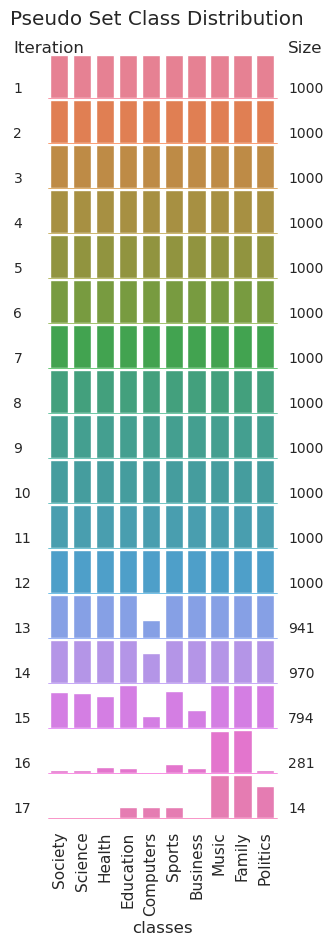 Pseudo Set Class Distribution
Iteration Size
1 1000
2 1000
3 1000
4 1000
5 1000
6 1000
7 1000
8 1000
9 1000
10 1000
11 1000
12 1000
13 941
14 970
15 794
16 281
17 14
Society
Science
Health
Education
Computers
Sports
Business
Music
Family
Politics
classes